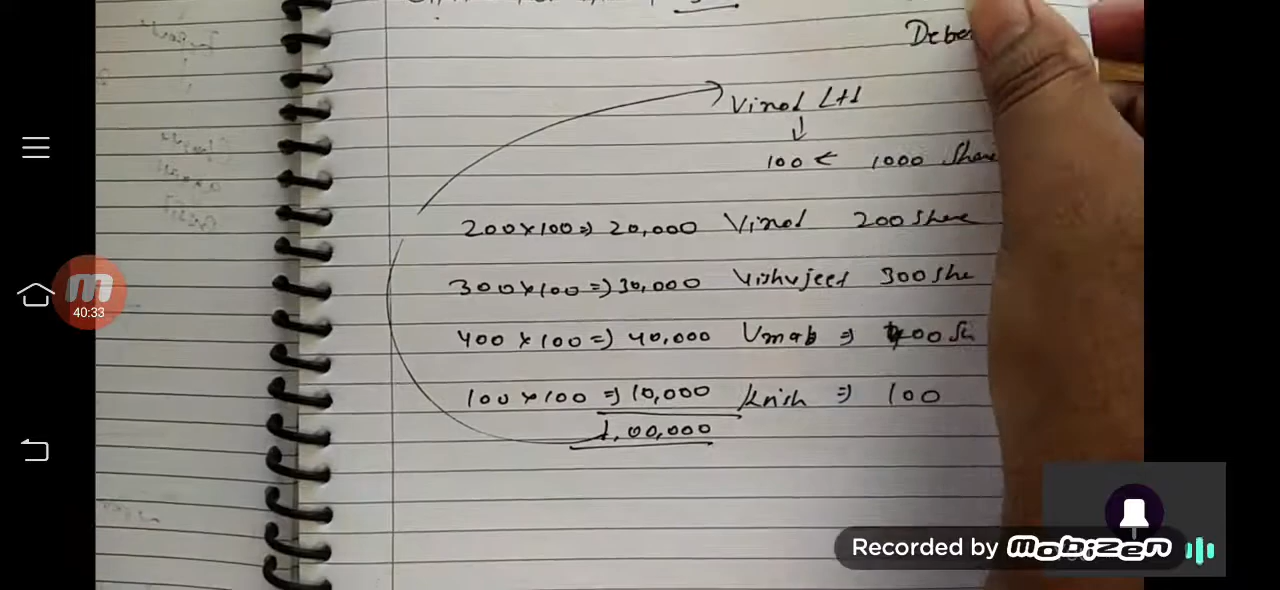 Deben
Vinod Ltd
100 < 1000 Share
200×100 => 20,000 Vinod 200 Share
300×100 => 30,000 Vishvjeet 300 She
400 × 100 => 40,000 Umab => 400 Sh
100 × 100 => 10,000 Krish => 100
1,00,000
40:33
Recorded by mobizen